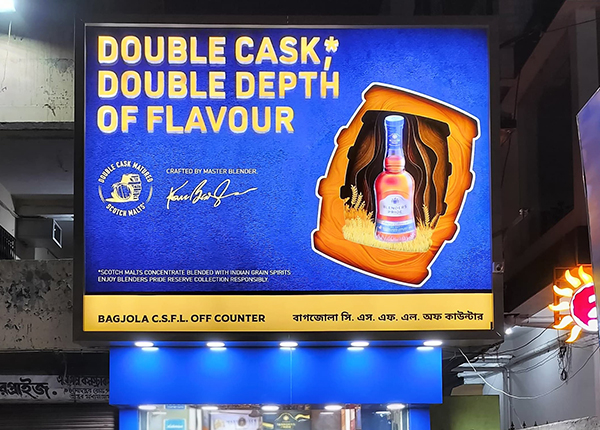 DOUBLE CASK,*
DOUBLE DEPTH
OF FLAVOUR
DOUBLE CASK MATURED
SCOTCH MALTS*
CRAFTED BY MASTER BLENDER.
BLENDERS
PRIDE
*SCOTCH MALTS CONCENTRATE BLENDED WITH INDIAN GRAIN SPIRITS
ENJOY BLENDERS PRIDE RESERVE COLLECTION RESPONSIBLY.
BAGJOLA C.S.F.L. OFF COUNTER
বাগজোলা সি. এস. এফ. এল. অফ কাউন্টার